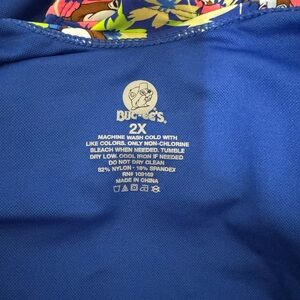 BUC-EE'S
2X
MACHINE WASH COLD WITH
LIKE COLORS. ONLY NON-CHLORINE
BLEACH WHEN NEEDED. TUMBLE
DRY LOW. COOL IRON IF NEEDED
DO NOT DRY CLEAN
82% NYLON - 18% SPANDEX
RN# 169169
MADE IN CHINA